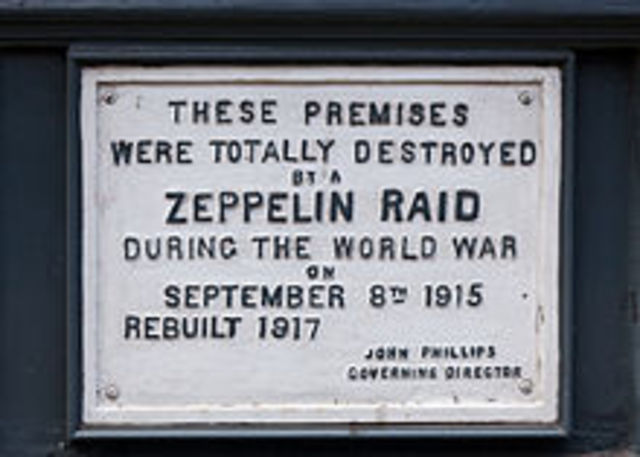 THESE PREMISES
WERE TOTALLY DESTROYED
BY A
ZEPPELIN RAID
DURING THE WORLD WAR
ON
SEPTEMBER 8TH 1915
REBUILT 1917
JOHN PHILLIPS
GOVERNING DIRECTOR